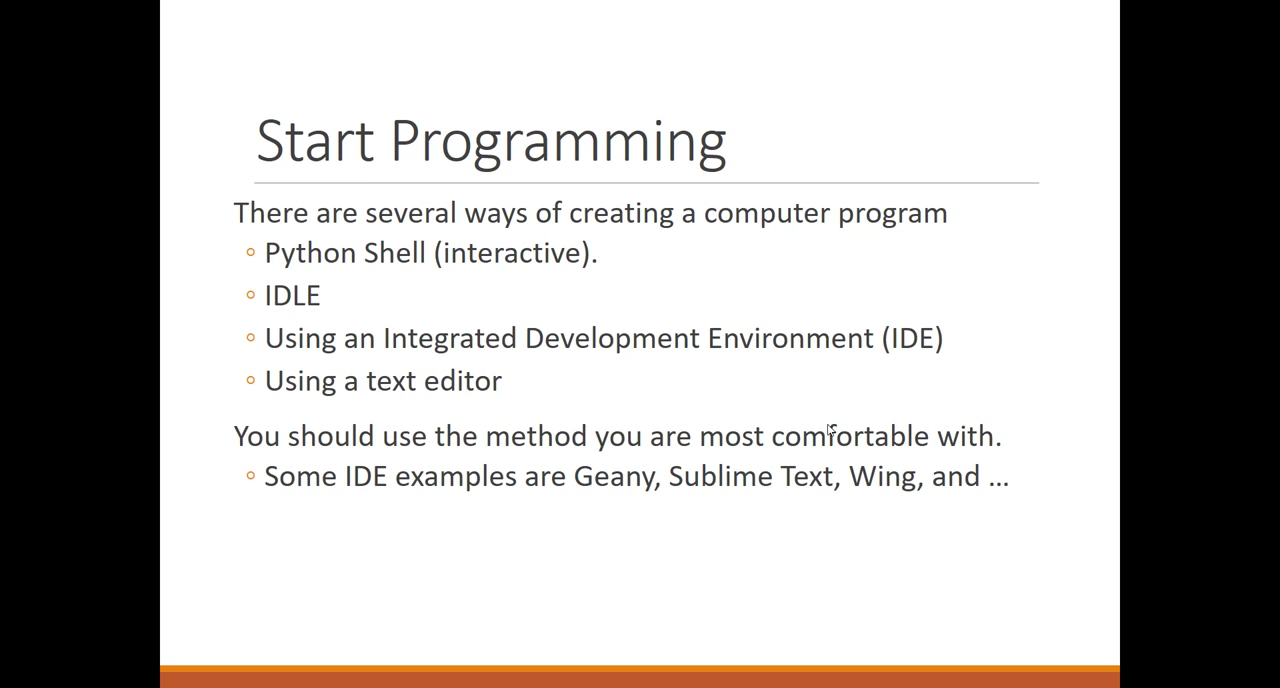 Start Programming
There are several ways of creating a computer program
◦ Python Shell (interactive).
◦ IDLE
◦ Using an Integrated Development Environment (IDE)
◦ Using a text editor
You should use the method you are most comfortable with.
◦ Some IDE examples are Geany, Sublime Text, Wing, and ...